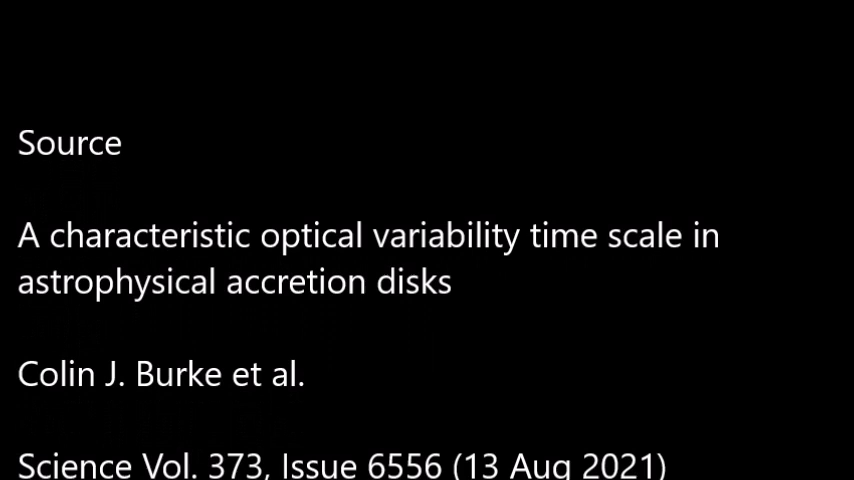 Source
A characteristic optical variability time scale in
astrophysical accretion disks
Colin J. Burke et al.
Science Vol. 373, Issue 6556 (13 Aug 2021)